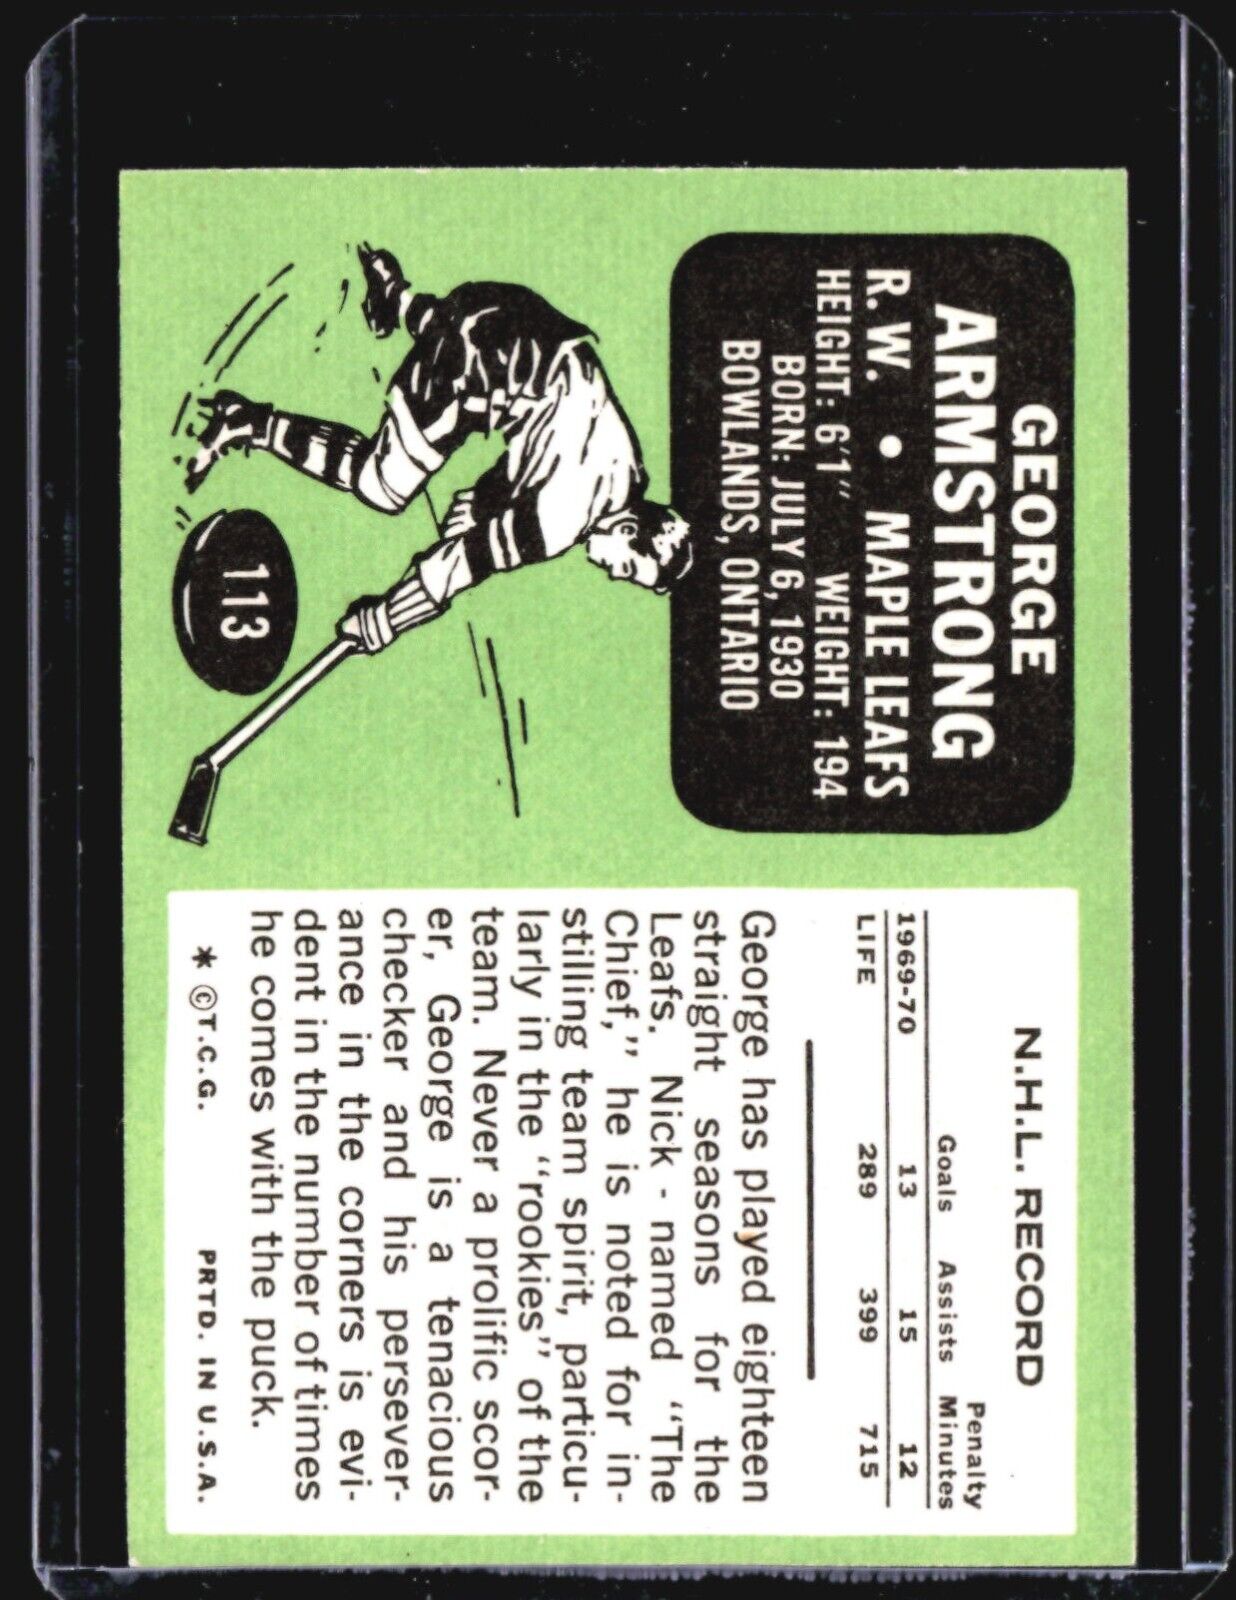 GEORGE
ARMSTRONG
R.W. • MAPLE LEAFS
HEIGHT: 6'1" WEIGHT: 194
BORN: JULY 6, 1930
BOWLANDS, ONTARIO
113
N.H.L. RECORD
Penalty
Goals Assists Minutes
1969-70 13 15 12
LIFE 289 399 715
George has played eighteen
straight seasons for the
Leafs. Nick-named "The
Chief," he is noted for in-
stilling team spirit, particu-
larly in the "rookies" of the
team. Never a prolific scor-
er, George is a tenacious
checker and his persever-
ance in the corners is evi-
dent in the number of times
he comes with the puck.
* ©T.C.G. PRTD. IN U.S.A.